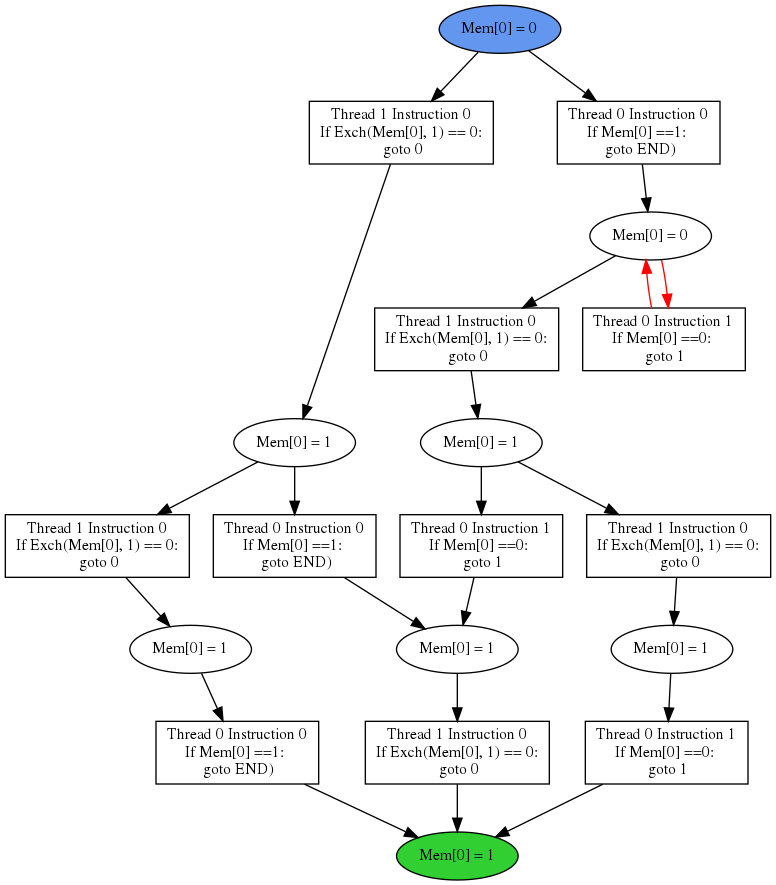 Mem[0] = 0
Thread 1 Instruction 0
If Exch(Mem[0], 1) == 0:
goto 0
Thread 0 Instruction 0
If Mem[0] ==1:
goto END)
Mem[0] = 0
Thread 1 Instruction 0
If Exch(Mem[0], 1) == 0:
goto 0
Thread 0 Instruction 1
If Mem[0] ==0:
goto 1
Mem[0] = 1
Mem[0] = 1
Thread 1 Instruction 0
If Exch(Mem[0], 1) == 0:
goto 0
Thread 0 Instruction 0
If Mem[0] ==1:
goto END)
Thread 0 Instruction 1
If Mem[0] ==0:
goto 1
Thread 1 Instruction 0
If Exch(Mem[0], 1) == 0:
goto 0
Mem[0] = 1
Mem[0] = 1
Mem[0] = 1
Thread 0 Instruction 0
If Mem[0] ==1:
goto END)
Thread 1 Instruction 0
If Exch(Mem[0], 1) == 0:
goto 0
Thread 0 Instruction 1
If Mem[0] ==0:
goto 1
Mem[0] = 1